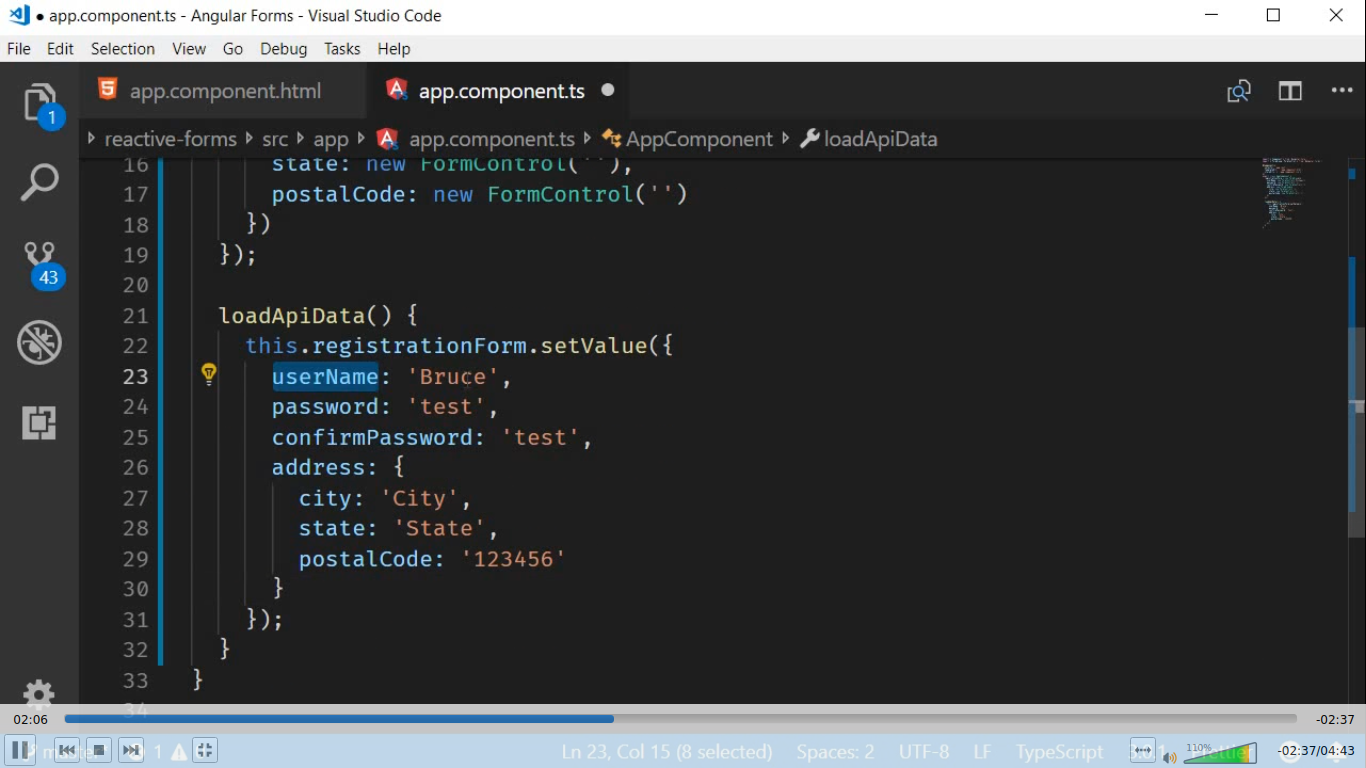 ● app.component.ts - Angular Forms - Visual Studio Code
File Edit Selection View Go Debug Tasks Help
app.component.html app.component.ts
reactive-forms src app app.component.ts AppComponent loadApiData
1
43
16 state: new FormControl(''),
17 postalCode: new FormControl('')
18 })
19 });
20
21 loadApiData() {
22 this.registrationForm.setValue({
23 userName: 'Bruce',
24 password: 'test',
25 confirmPassword: 'test',
26 address: {
27 city: 'City',
28 state: 'State',
29 postalCode: '123456'
30 }
31 });
32 }
33 }
34
02:06 -02:37
1 Ln 23, Col 15 (8 selected) Spaces: 2 UTF-8 LF TypeScript 110% -02:37/04:43